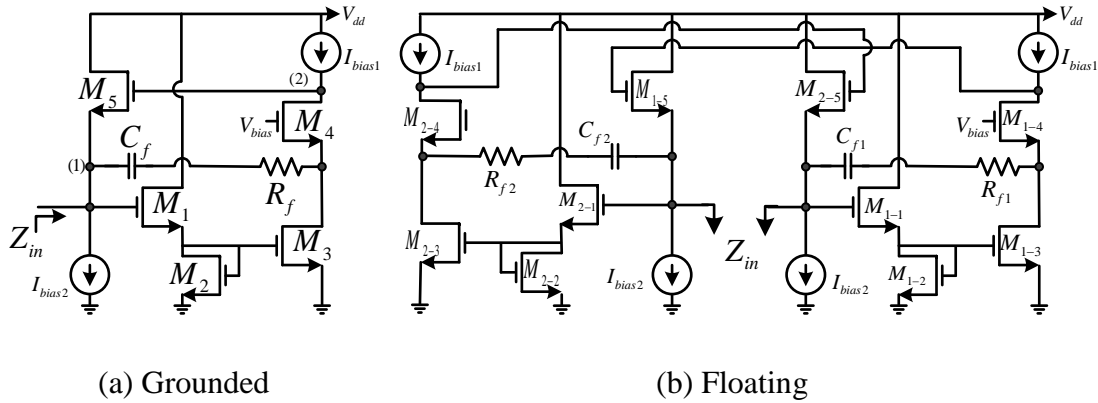 V_dd
I_bias1
(2)
M_5
V_bias
M_4
C_f
(1)
R_f
M_1
Z_in
M_3
M_2
I_bias2
(a) Grounded
V_dd
I_bias1
I_bias1
M_1-5
M_2-5
M_2-4
V_bias
M_1-4
C_f2
C_f1
R_f2
R_f1
M_2-1
M_1-1
Z_in
M_2-3
M_1-3
M_2-2
M_1-2
I_bias2
I_bias2
(b) Floating